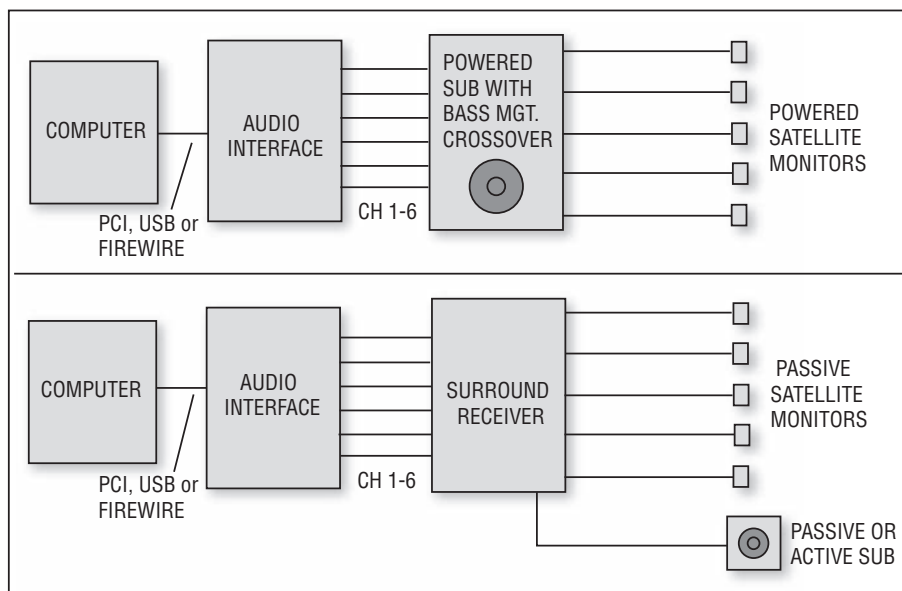 COMPUTER
PCI, USB or
FIREWIRE
AUDIO
INTERFACE
CH 1-6
POWERED
SUB WITH
BASS MGT.
CROSSOVER
POWERED
SATELLITE
MONITORS
COMPUTER
PCI, USB or
FIREWIRE
AUDIO
INTERFACE
CH 1-6
SURROUND
RECEIVER
PASSIVE
SATELLITE
MONITORS
PASSIVE OR
ACTIVE SUB